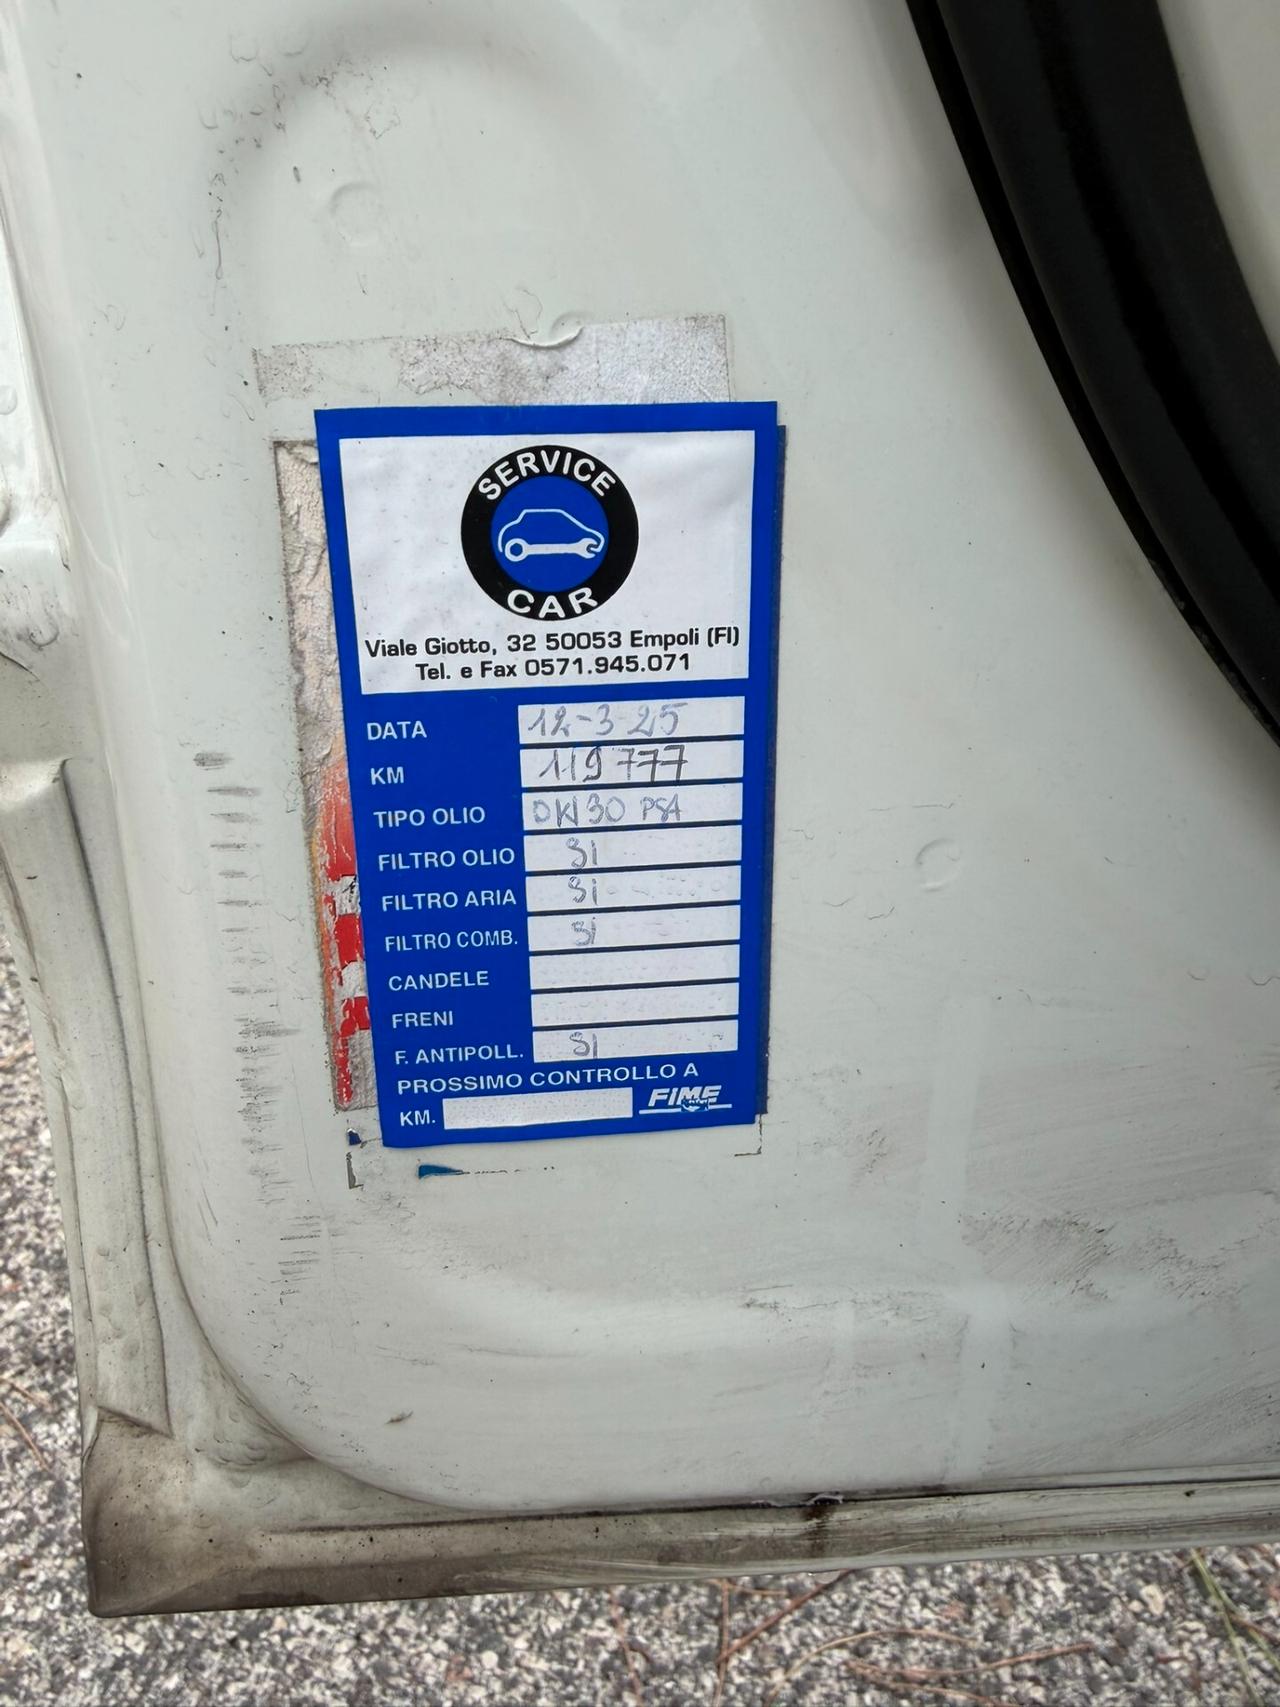 SERVICE
CAR
Viale Giotto, 32 50053 Empoli (FI)
Tel. e Fax 0571.945.071
DATA 12-3-25
KM 119777
TIPO OLIO 0W30 PSA
FILTRO OLIO SI
FILTRO ARIA SI
FILTRO COMB. SI
CANDELE
FRENI
F. ANTIPOLL. SI
PROSSIMO CONTROLLO A
KM. FIME